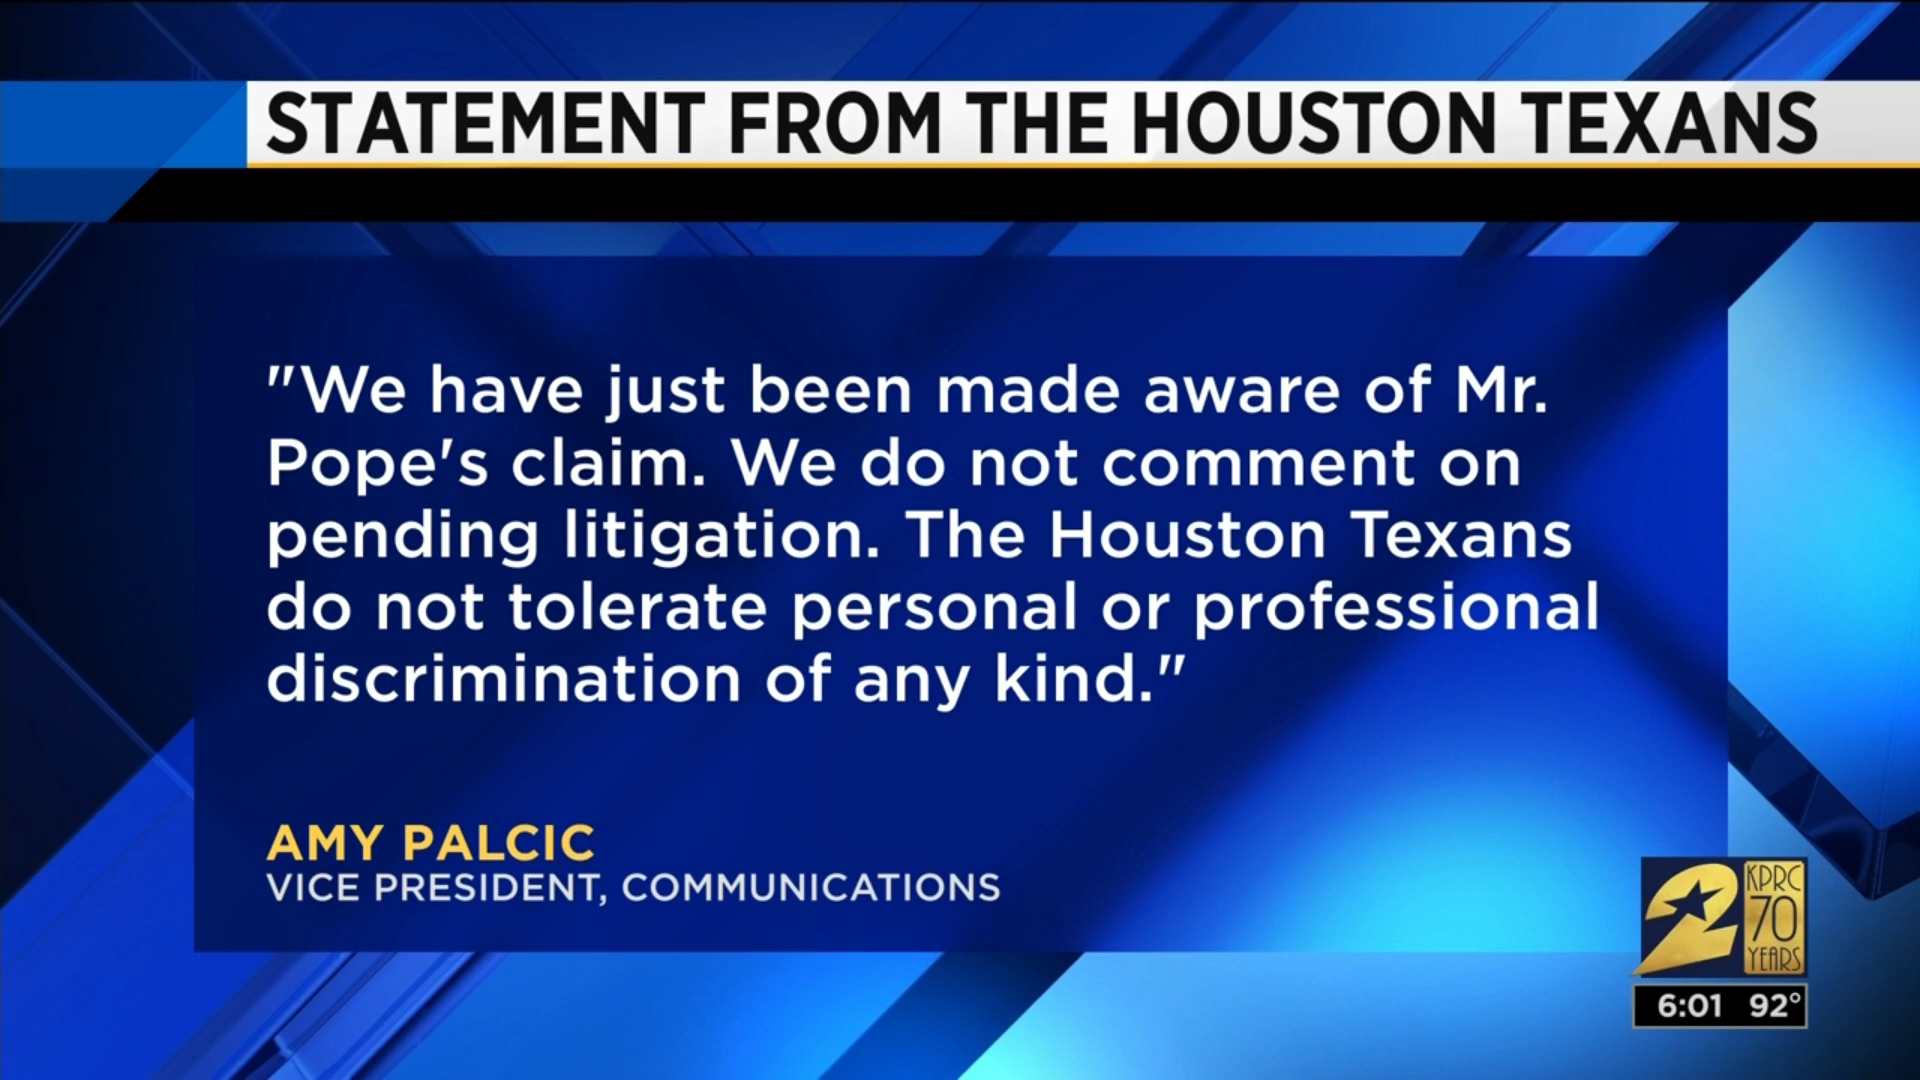 STATEMENT FROM THE HOUSTON TEXANS
"We have just been made aware of Mr.
Pope's claim. We do not comment on
pending litigation. The Houston Texans
do not tolerate personal or professional
discrimination of any kind."
AMY PALCIC
VICE PRESIDENT, COMMUNICATIONS
2 KPRC
70
YEARS
6:01 92°